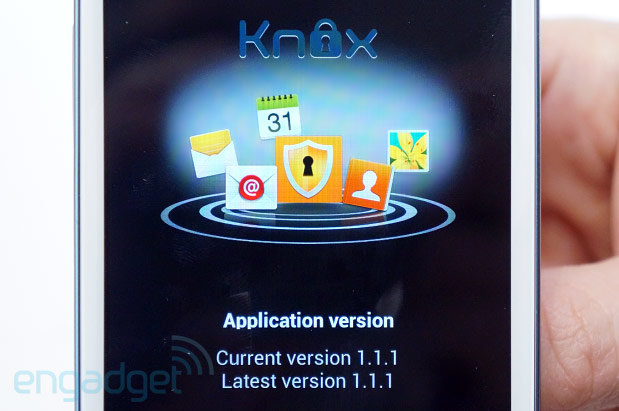 Knox
31
@
Application version
Current version 1.1.1
Latest version 1.1.1
engadget